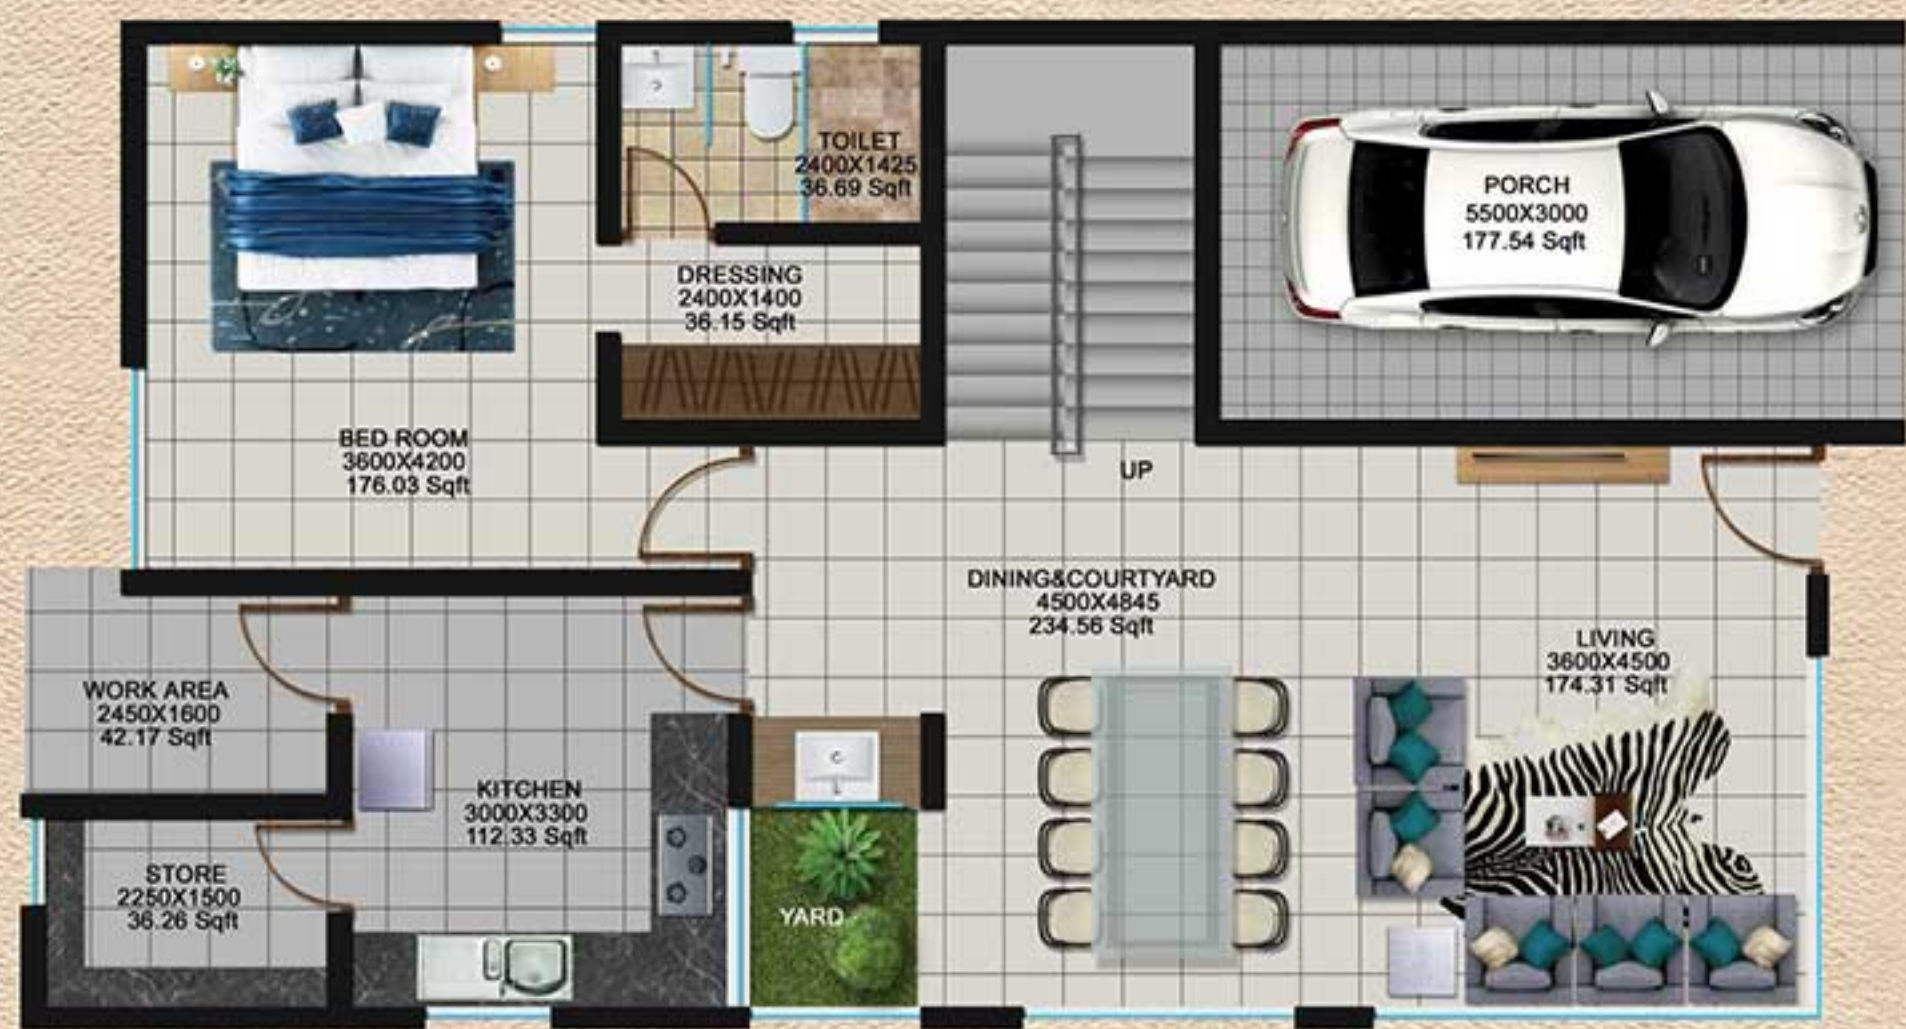 TOILET
2400X1425
36.69 Sqft
PORCH
5500X3000
177.54 Sqft
DRESSING
2400X1400
36.15 Sqft
BED ROOM
3600X4200
176.03 Sqft
UP
DINING&COURTYARD
4500X4845
234.56 Sqft
LIVING
3600X4500
174.31 Sqft
WORK AREA
2450X1600
42.17 Sqft
KITCHEN
3000X3300
112.33 Sqft
STORE
2250X1500
36.26 Sqft
YARD